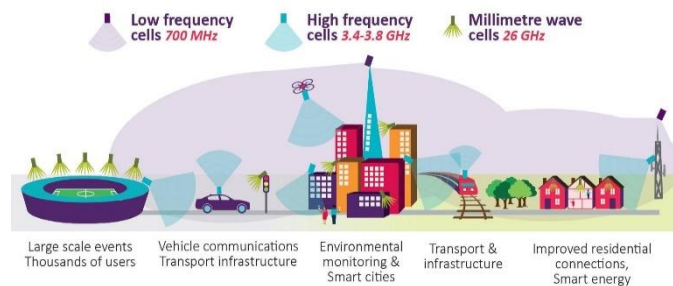 Low frequency
cells 700 MHz
High frequency
cells 3.4-3.8 GHz
Millimetre wave
cells 26 GHz
Large scale events
Thousands of users
Vehicle communications
Transport infrastructure
Environmental
monitoring &
Smart cities
Transport &
infrastructure
Improved residential
connections,
Smart energy